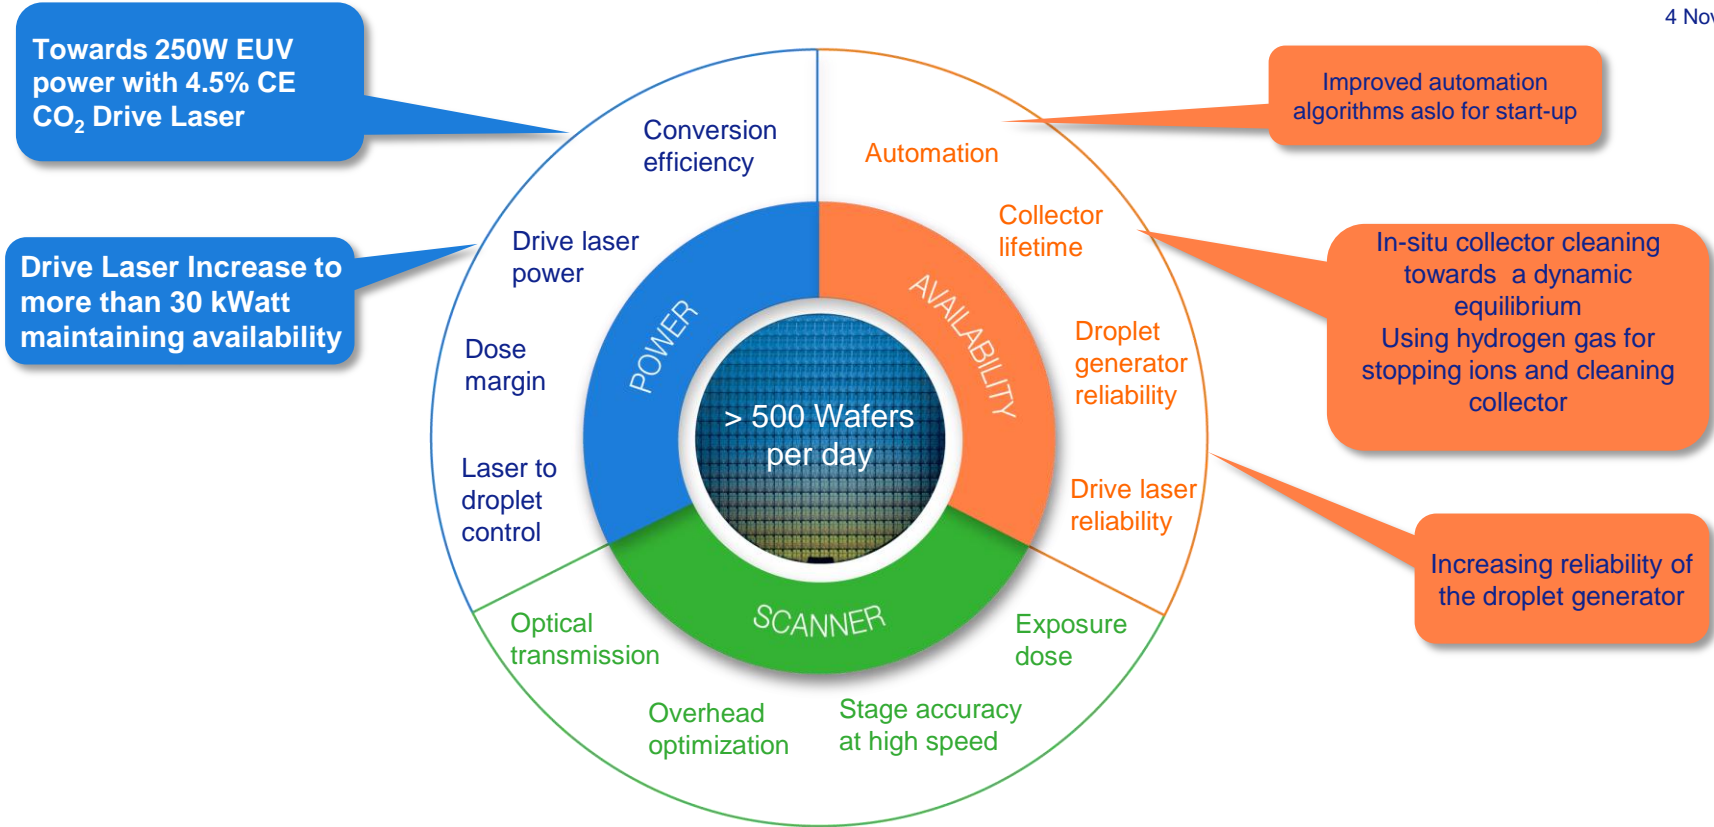 4 Nov
Towards 250W EUV
power with 4.5% CE
CO₂ Drive Laser
Drive Laser Increase to
more than 30 kWatt
maintaining availability
Conversion
efficiency
Drive laser
power
Dose
margin
Laser to
droplet
control
POWER
Automation
Collector
lifetime
Droplet
generator
reliability
Drive laser
reliability
AVAILABILITY
> 500 Wafers
per day
SCANNER
Optical
transmission
Overhead
optimization
Stage accuracy
at high speed
Exposure
dose
Improved automation
algorithms aslo for start-up
In-situ collector cleaning
towards a dynamic
equilibrium
Using hydrogen gas for
stopping ions and cleaning
collector
Increasing reliability of
the droplet generator